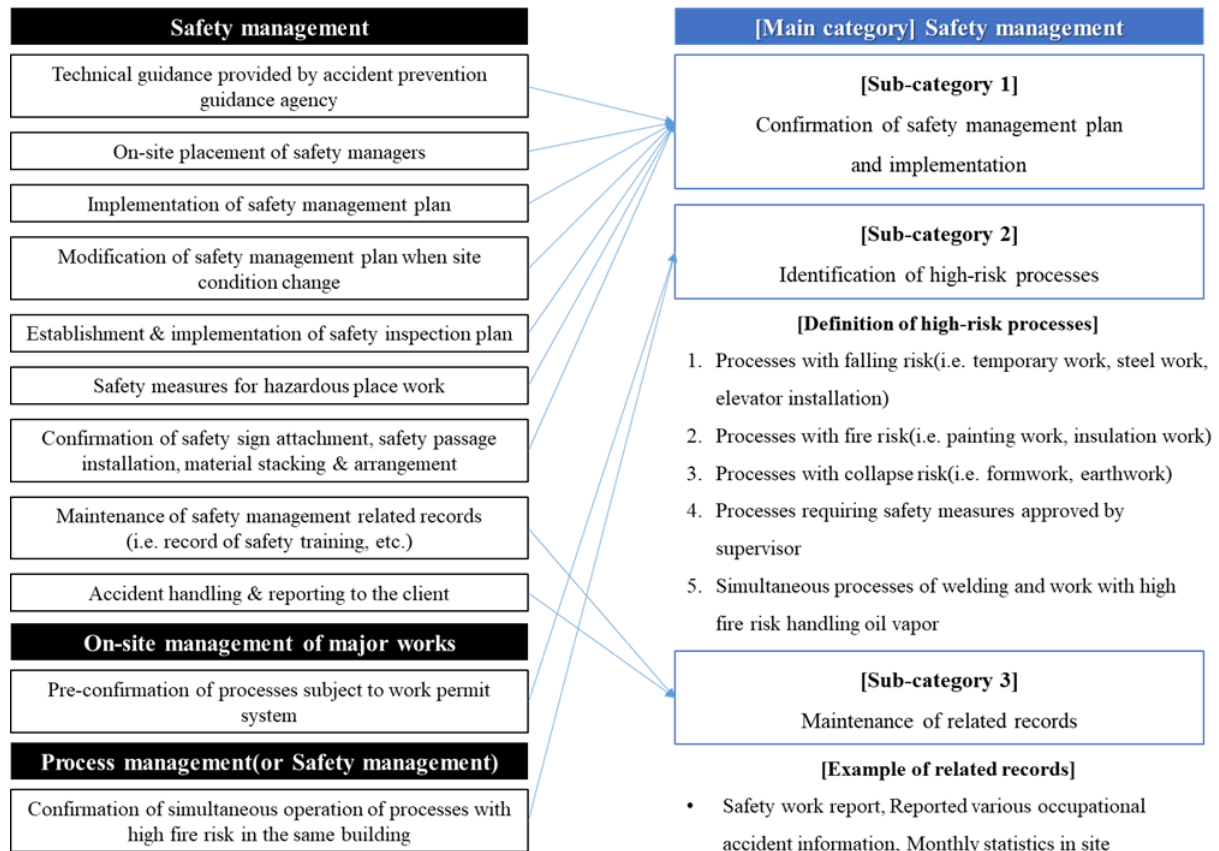 Safety management
Technical guidance provided by accident prevention
guidance agency
On-site placement of safety managers
Implementation of safety management plan
Modification of safety management plan when site
condition change
Establishment & implementation of safety inspection plan
Safety measures for hazardous place work
Confirmation of safety sign attachment, safety passage
installation, material stacking & arrangement
Maintenance of safety management related records
(i.e. record of safety training, etc.)
Accident handling & reporting to the client
On-site management of major works
Pre-confirmation of processes subject to work permit
system
Process management(or Safety management)
Confirmation of simultaneous operation of processes with
high fire risk in the same building
[Main category] Safety management
[Sub-category 1]
Confirmation of safety management plan
and implementation
[Sub-category 2]
Identification of high-risk processes
[Definition of high-risk processes]
1. Processes with falling risk(i.e. temporary work, steel work,
elevator installation)
2. Processes with fire risk(i.e. painting work, insulation work)
3. Processes with collapse risk(i.e. formwork, earthwork)
4. Processes requiring safety measures approved by
supervisor
5. Simultaneous processes of welding and work with high
fire risk handling oil vapor
[Sub-category 3]
Maintenance of related records
[Example of related records]
• Safety work report, Reported various occupational
accident information, Monthly statistics in site